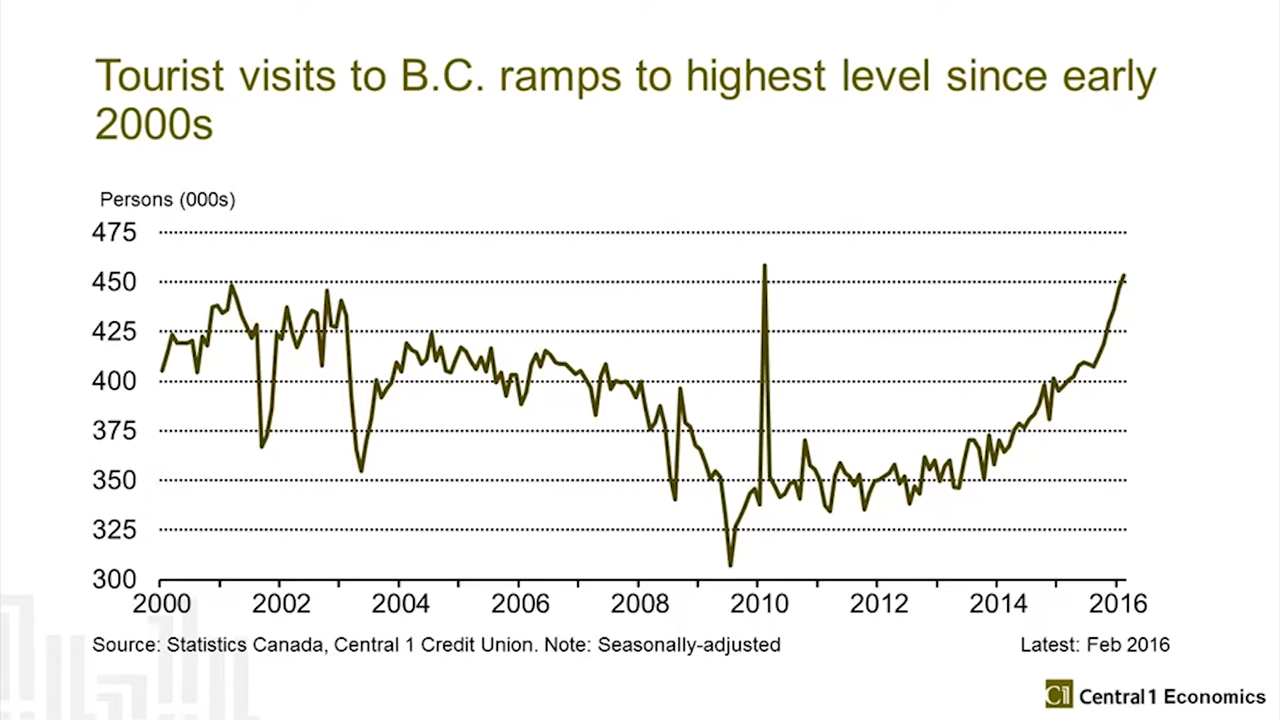 Tourist visits to B.C. ramps to highest level since early
2000s
Persons (000s)
475
450
425
400
375
350
325
300
2000 2002 2004 2006 2008 2010 2012 2014 2016
Source: Statistics Canada, Central 1 Credit Union. Note: Seasonally-adjusted Latest: Feb 2016
C1 Central 1 Economics